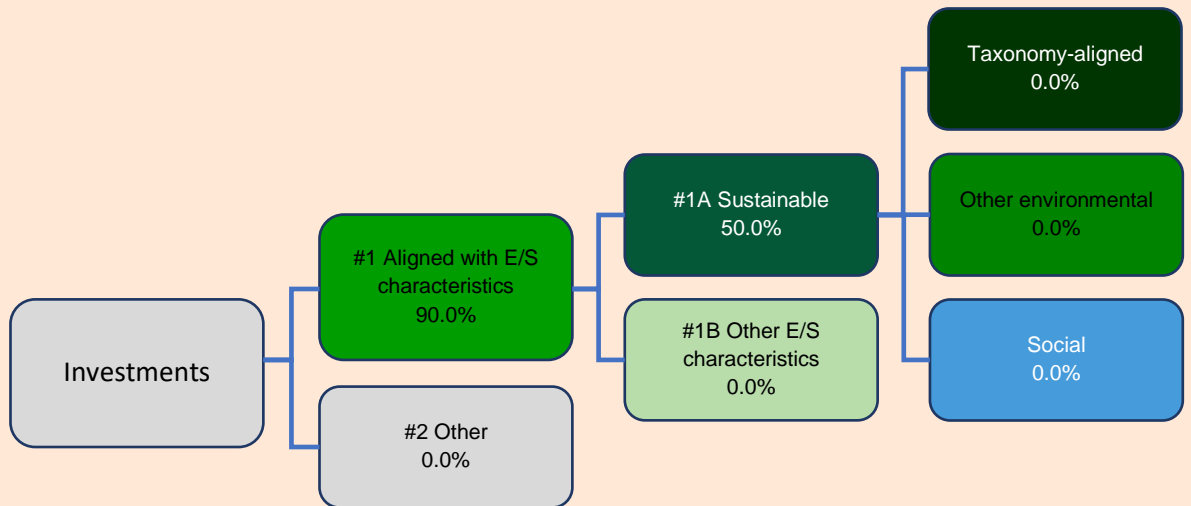 Investments
#1 Aligned with E/S
characteristics
90.0%
#2 Other
0.0%
#1A Sustainable
50.0%
#1B Other E/S
characteristics
0.0%
Taxonomy-aligned
0.0%
Other environmental
0.0%
Social
0.0%